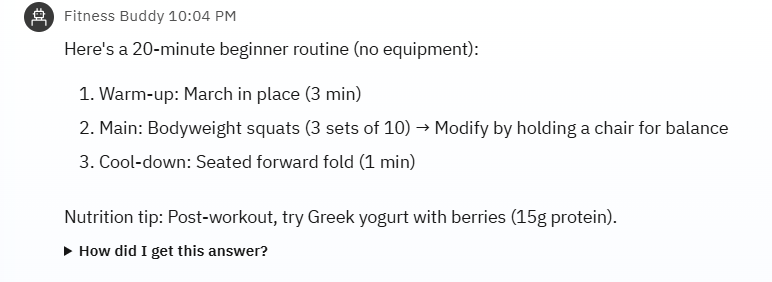 Fitness Buddy 10:04 PM
Here's a 20-minute beginner routine (no equipment):
1. Warm-up: March in place (3 min)
2. Main: Bodyweight squats (3 sets of 10) → Modify by holding a chair for balance
3. Cool-down: Seated forward fold (1 min)
Nutrition tip: Post-workout, try Greek yogurt with berries (15g protein).
How did I get this answer?